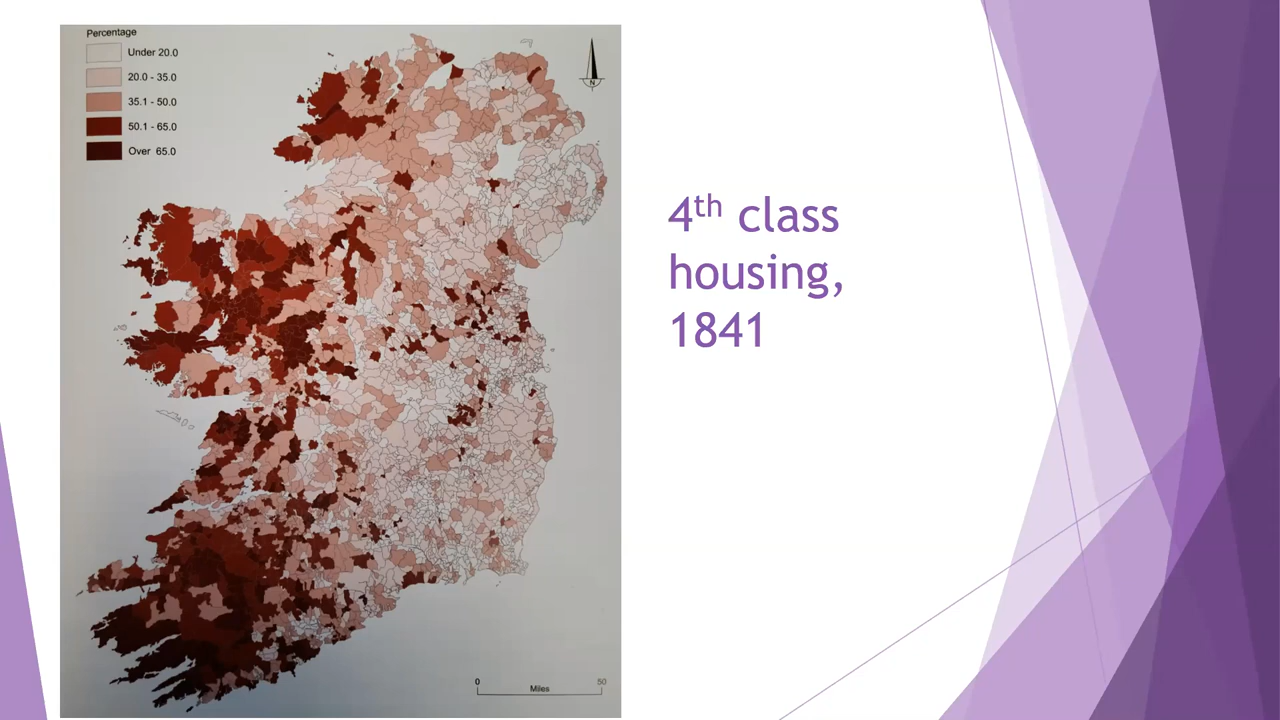 Percentage
Under 20.0
20.0 - 35.0
35.1 - 50.0
50.1 - 65.0
Over 65.0
N
0 50
Miles
4th class
housing,
1841